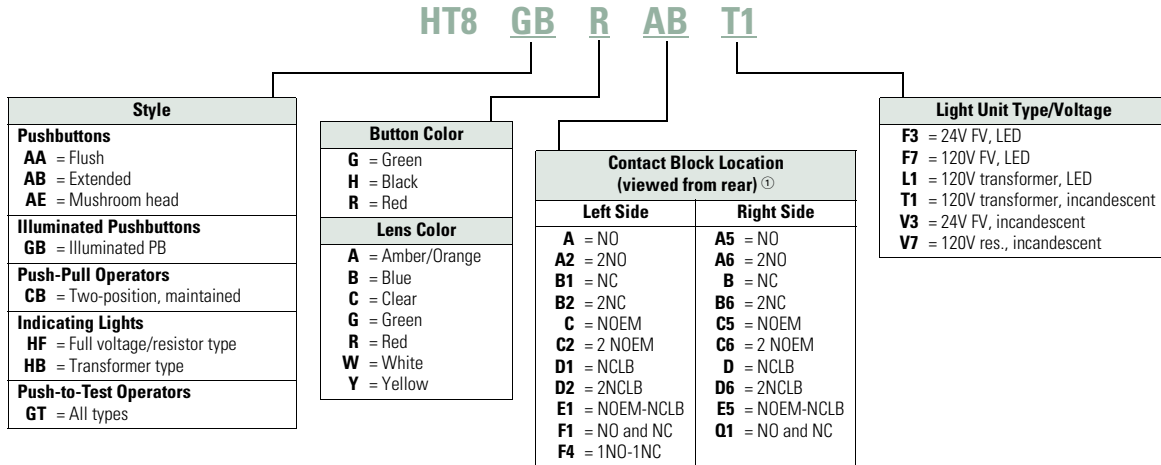 HT8 GB R AB T1
Style
Pushbuttons
AA = Flush
AB = Extended
AE = Mushroom head
Illuminated Pushbuttons
GB = Illuminated PB
Push-Pull Operators
CB = Two-position, maintained
Indicating Lights
HF = Full voltage/resistor type
HB = Transformer type
Push-to-Test Operators
GT = All types
Button Color
G = Green
H = Black
R = Red
Lens Color
A = Amber/Orange
B = Blue
C = Clear
G = Green
R = Red
W = White
Y = Yellow
Contact Block Location
(viewed from rear) ①
Left Side
A = NO
A2 = 2NO
B1 = NC
B2 = 2NC
C = NOEM
C2 = 2 NOEM
D1 = NCLB
D2 = 2NCLB
E1 = NOEM-NCLB
F1 = NO and NC
F4 = 1NO-1NC
Right Side
A5 = NO
A6 = 2NO
B = NC
B6 = 2NC
C5 = NOEM
C6 = 2 NOEM
D = NCLB
D6 = 2NCLB
E5 = NOEM-NCLB
Q1 = NO and NC
Light Unit Type/Voltage
F3 = 24V FV, LED
F7 = 120V FV, LED
L1 = 120V transformer, LED
T1 = 120V transformer, incandescent
V3 = 24V FV, incandescent
V7 = 120V res., incandescent